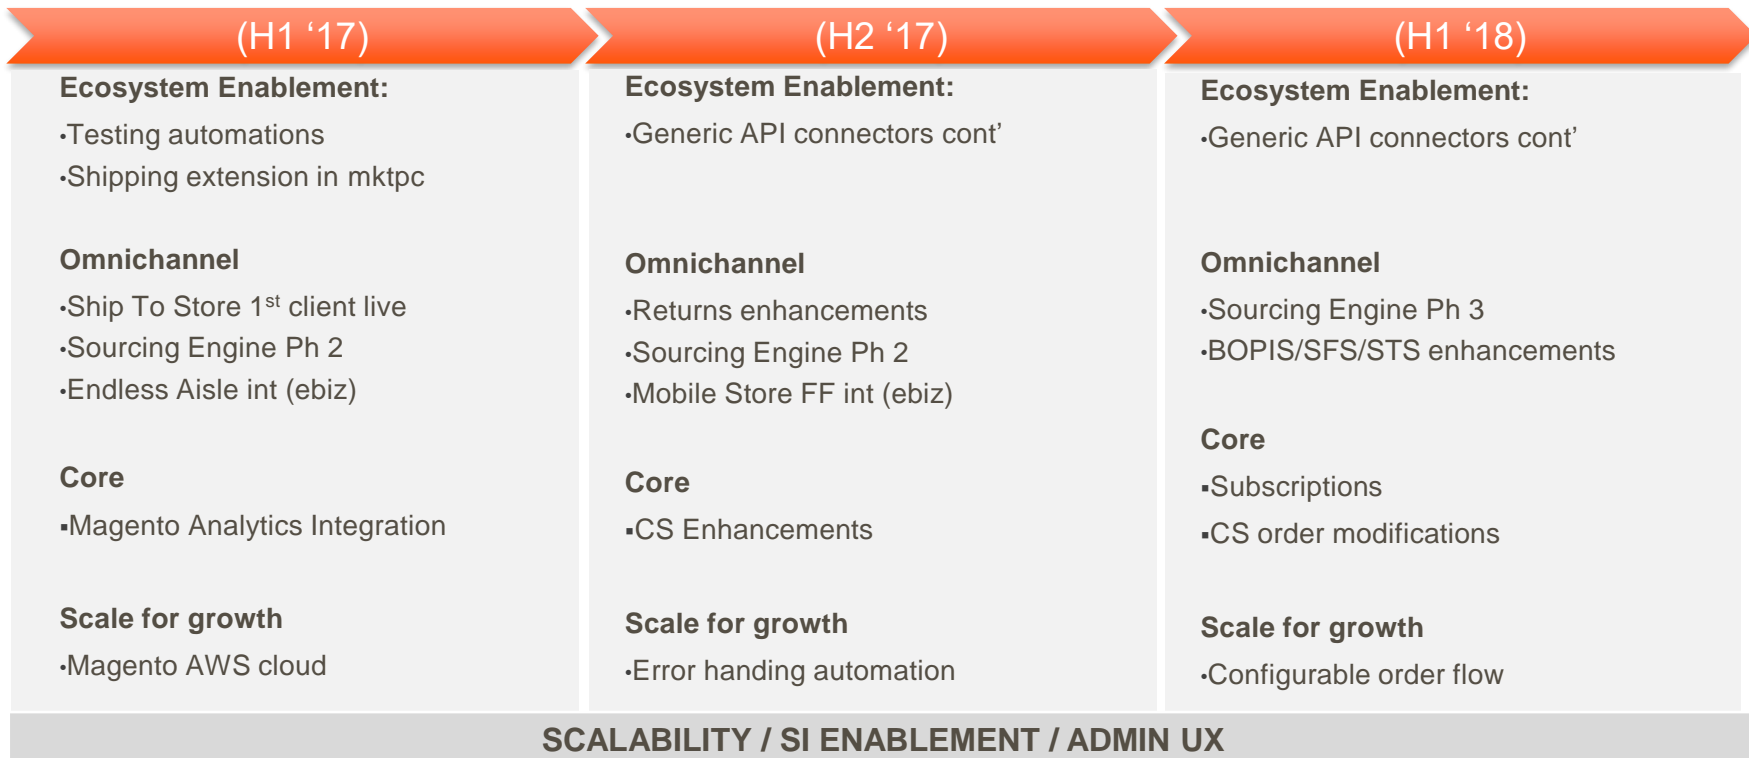 (H1 ‘17)
Ecosystem Enablement:
•Testing automations
•Shipping extension in mktpc
Omnichannel
•Ship To Store 1st client live
•Sourcing Engine Ph 2
•Endless Aisle int (ebiz)
Core
▪Magento Analytics Integration
Scale for growth
•Magento AWS cloud
(H2 ‘17)
Ecosystem Enablement:
•Generic API connectors cont’
Omnichannel
•Returns enhancements
•Sourcing Engine Ph 2
•Mobile Store FF int (ebiz)
Core
▪CS Enhancements
Scale for growth
•Error handing automation
(H1 ‘18)
Ecosystem Enablement:
•Generic API connectors cont’
Omnichannel
•Sourcing Engine Ph 3
•BOPIS/SFS/STS enhancements
Core
▪Subscriptions
▪CS order modifications
Scale for growth
•Configurable order flow
SCALABILITY / SI ENABLEMENT / ADMIN UX